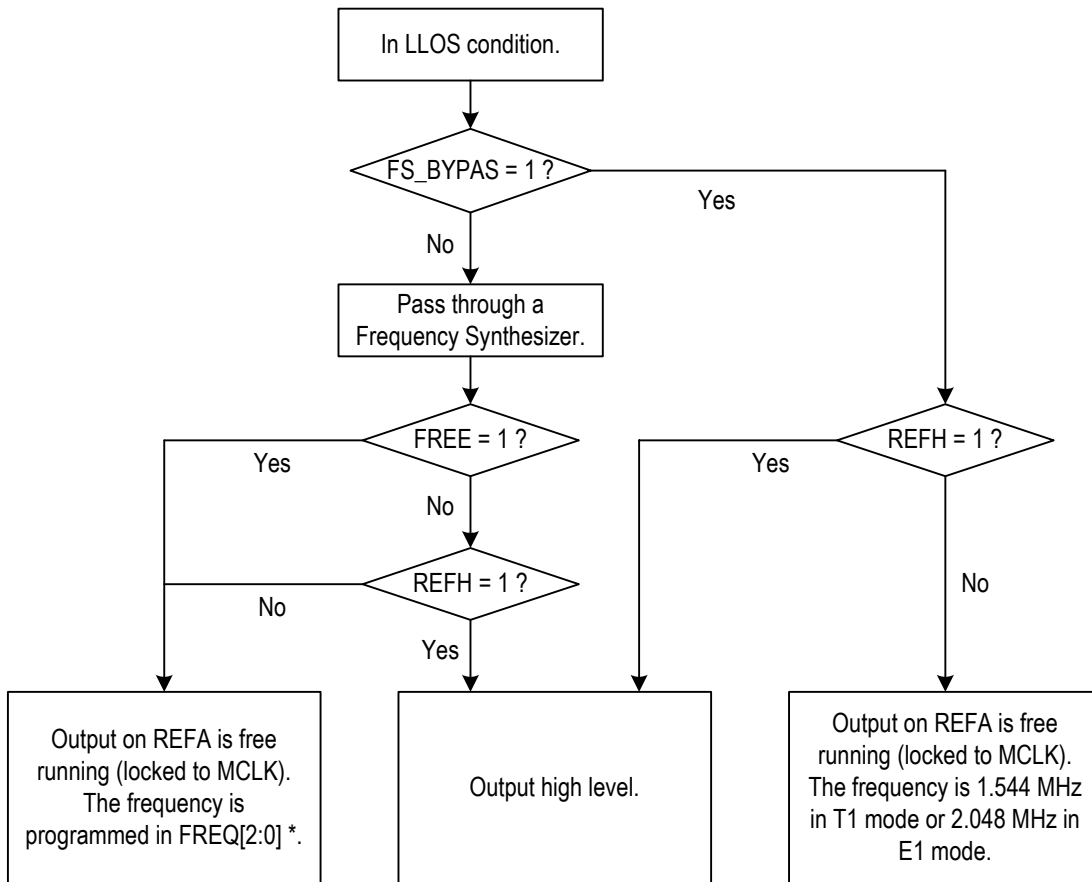 In LLOS condition.
FS_BYPAS = 1 ?
Yes
No
Pass through a
Frequency Synthesizer.
FREE = 1 ?
REFH = 1 ?
Yes
Yes
No
REFH = 1 ?
No
No
Yes
Output on REFA is free
running (locked to MCLK).
The frequency is
programmed in FREQ[2:0] *.
Output high level.
Output on REFA is free
running (locked to MCLK).
The frequency is 1.544 MHz
in T1 mode or 2.048 MHz in
E1 mode.